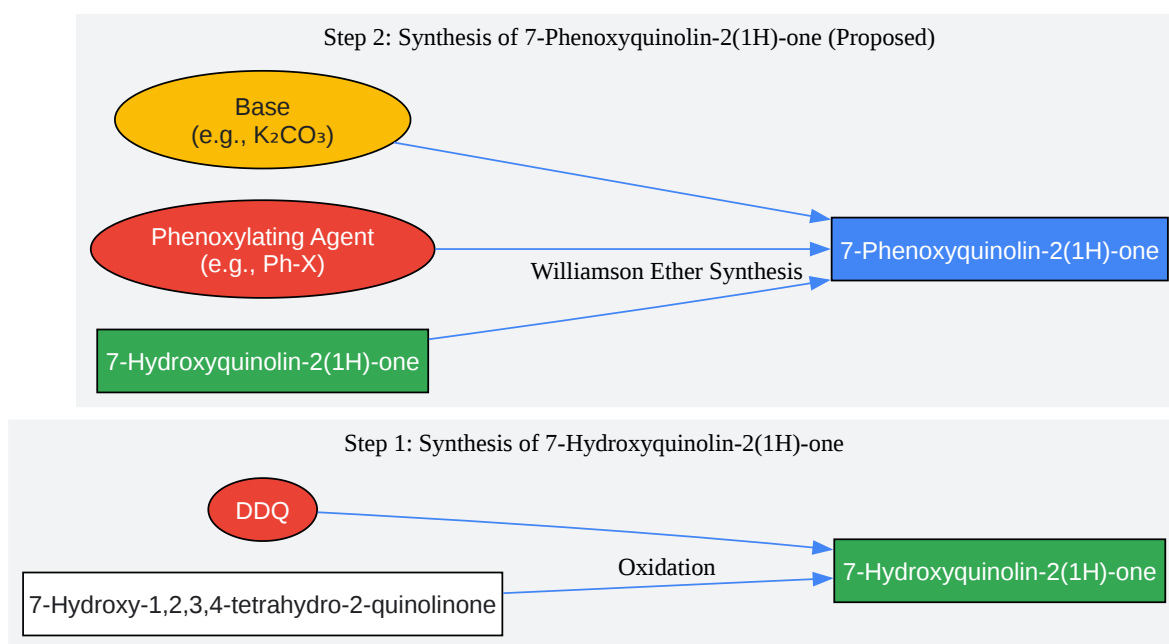 Step 2: Synthesis of 7-Phenoxyquinolin-2(1H)-one (Proposed)
Base
(e.g., K₂CO₃)
Phenoxylating Agent
(e.g., Ph-X)
7-Phenoxyquinolin-2(1H)-one
Williamson Ether Synthesis
7-Hydroxyquinolin-2(1H)-one
Step 1: Synthesis of 7-Hydroxyquinolin-2(1H)-one
DDQ
Oxidation
7-Hydroxyquinolin-2(1H)-one
7-Hydroxy-1,2,3,4-tetrahydro-2-quinolinone